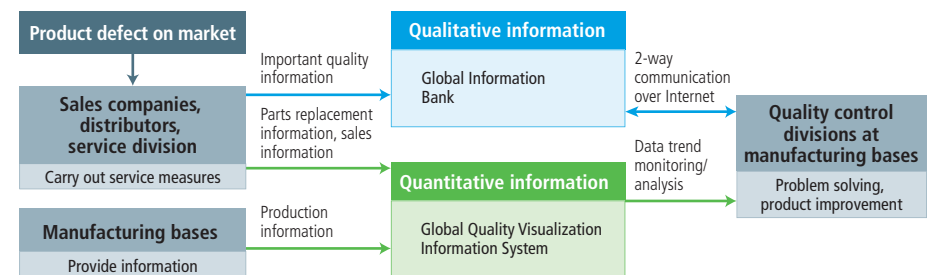 Product defect on market
Sales companies,
distributors,
service division
Carry out service measures
Manufacturing bases
Provide information
Important quality
information
Parts replacement
information, sales
information
Production
information
Qualitative information
Global Information
Bank
Quantitative information
Global Quality Visualization
Information System
2-way
communication
over Internet
Data trend
monitoring/
analysis
Quality control
divisions at
manufacturing bases
Problem solving,
product improvement